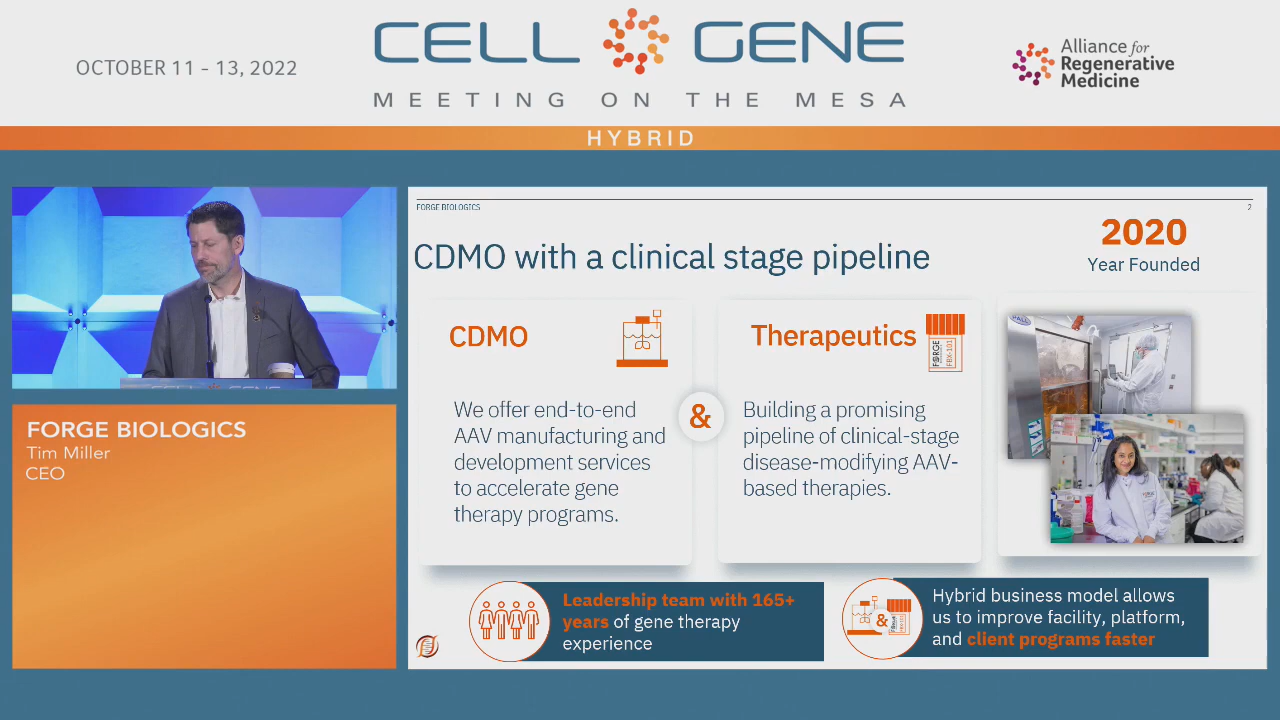 OCTOBER 11 - 13, 2022
CELL GENE
MEETING ON THE MESA
Alliance for
Regenerative
Medicine
HYBRID
FORGE BIOLOGICS
2
CDMO with a clinical stage pipeline
2020
Year Founded
CDMO
Therapeutics
FORGE
FBX-101
We offer end-to-end
AAV manufacturing and
development services
to accelerate gene
therapy programs.
&
Building a promising
pipeline of clinical-stage
disease-modifying AAV-
based therapies.
PALL
Leadership team with 165+
years of gene therapy
experience
&
Hybrid business model allows
us to improve facility, platform,
and client programs faster
FORGE BIOLOGICS
Tim Miller
CEO